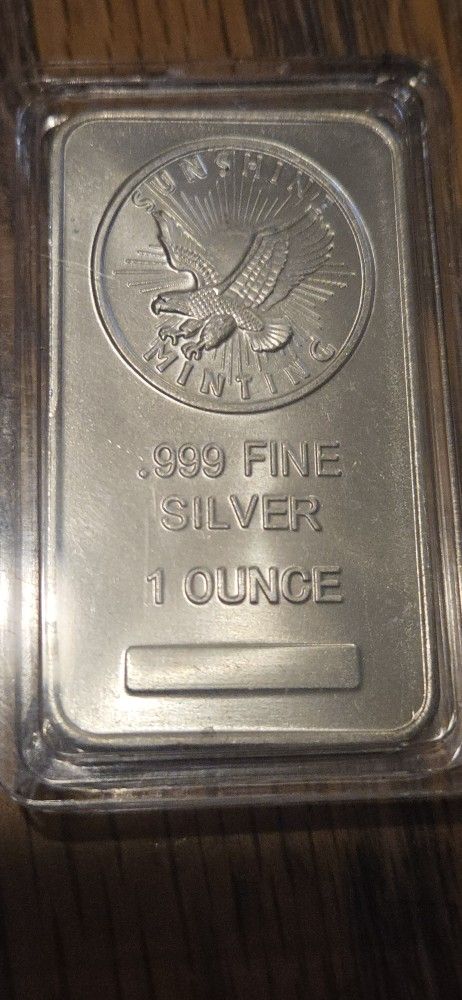 SUNSHINE
MINTING
.999 FINE
SILVER
1 OUNCE